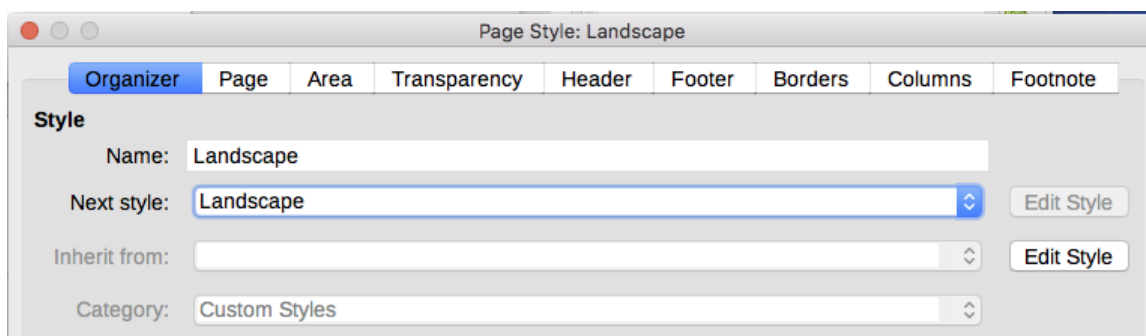 Page Style: Landscape
Organizer Page Area Transparency Header Footer Borders Columns Footnote
Style
Name: Landscape
Next style: Landscape Edit Style
Inherit from: Edit Style
Category: Custom Styles